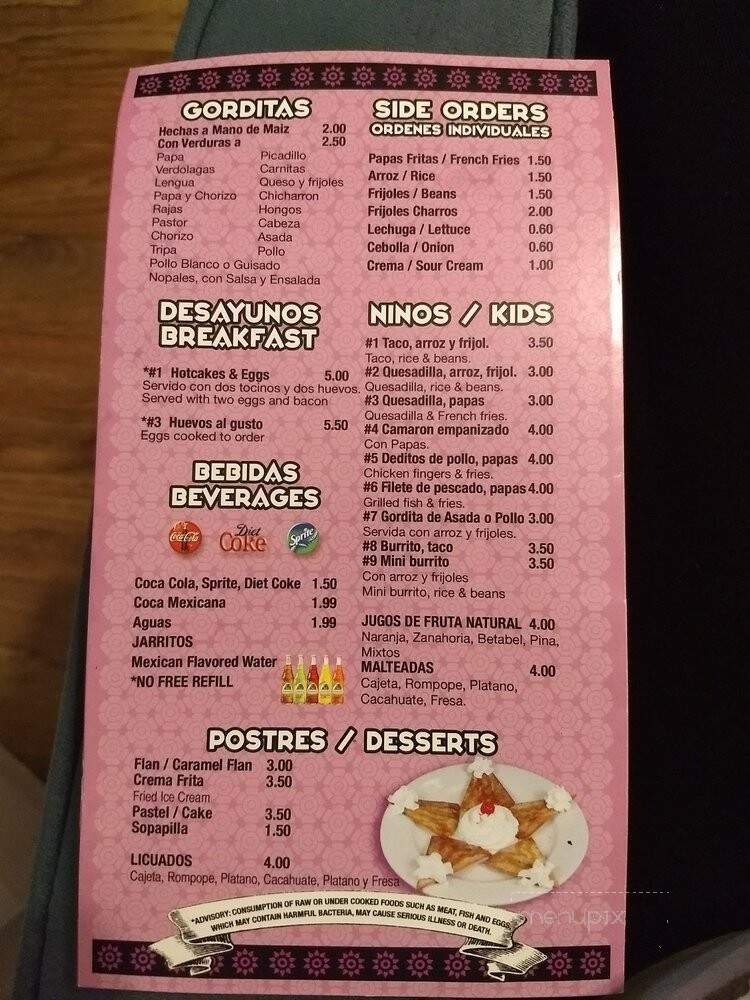 GORDITAS
Hechas a Mano de Maiz 2.00
Con Verduras a 2.50
Papa Picadillo
Verdolagas Carnitas
Lengua Queso y frijoles
Papa y Chorizo Chicharron
Rajas Hongos
Pastor Cabeza
Chorizo Asada
Tripa Pollo
Pollo Blanco o Guisado
Nopales, con Salsa y Ensalada
DESAYUNOS
BREAKFAST
*#1 Hotcakes & Eggs 5.00
Servido con dos tocinos y dos huevos.
Served with two eggs and bacon
*#3 Huevos al gusto 5.50
Eggs cooked to order
BEBIDAS
BEVERAGES
Coca-Cola
Diet
Coke
Sprite
Coca Cola, Sprite, Diet Coke 1.50
Coca Mexicana 1.99
Aguas 1.99
JARRITOS
Mexican Flavored Water
*NO FREE REFILL
SIDE ORDERS
ORDENES INDIVIDUALES
Papas Fritas / French Fries 1.50
Arroz / Rice 1.50
Frijoles / Beans 1.50
Frijoles Charros 2.00
Lechuga / Lettuce 0.60
Cebolla / Onion 0.60
Crema / Sour Cream 1.00
NINOS / KIDS
#1 Taco, arroz y frijol. 3.50
Taco, rice & beans.
#2 Quesadilla, arroz, frijol. 3.00
Quesadilla, rice & beans.
#3 Quesadilla, papas 3.00
Quesadilla & French fries.
#4 Camaron empanizado 4.00
Con Papas.
#5 Deditos de pollo, papas 4.00
Chicken fingers & fries.
#6 Filete de pescado, papas 4.00
Grilled fish & fries.
#7 Gordita de Asada o Pollo 3.00
Servida con arroz y frijoles.
#8 Burrito, taco 3.50
#9 Mini burrito 3.50
Con arroz y frijoles
Mini burrito, rice & beans
JUGOS DE FRUTA NATURAL 4.00
Naranja, Zanahoria, Betabel, Pina,
Mixtos
MALTEADAS 4.00
Cajeta, Rompope, Platano,
Cacahuate, Fresa.
POSTRES / DESSERTS
Flan / Caramel Flan 3.00
Crema Frita 3.50
Fried Ice Cream
Pastel / Cake 3.50
Sopapilla 1.50
LICUADOS 4.00
Cajeta, Rompope, Platano, Cacahuate, Platano y Fresa
*ADVISORY: CONSUMPTION OF RAW OR UNDER COOKED FOODS SUCH AS MEAT, FISH AND EGGS,
WHICH MAY CONTAIN HARMFUL BACTERIA, MAY CAUSE SERIOUS ILLNESS OR DEATH.
menupix